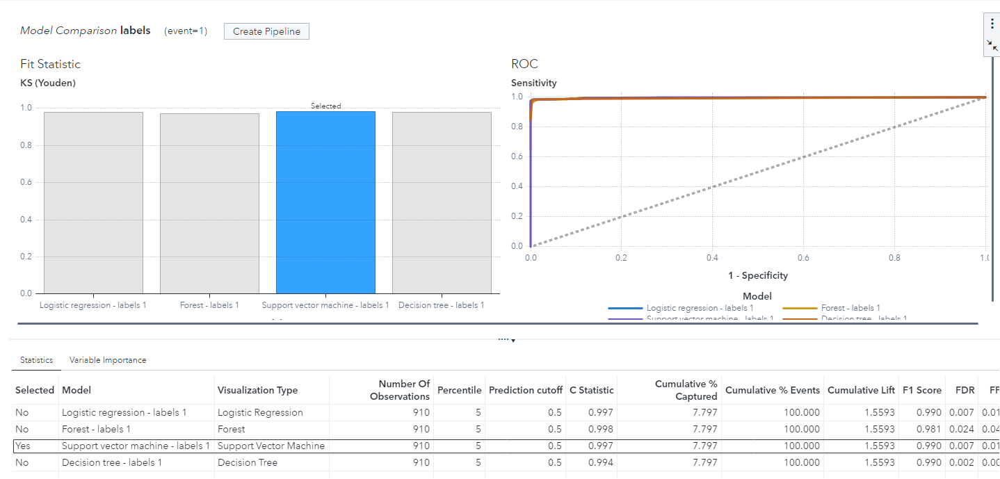 Model Comparison labels (event=1) Create Pipeline
Fit Statistic
KS (Youden)
Selected
1.0
0.8
0.6
0.4
0.2
0.0
Logistic regression - labels 1 Forest - labels 1 Support vector machine - labels 1 Decision tree - labels 1
ROC
Sensitivity
1.0
0.8
0.6
0.4
0.2
0.0
0.0 0.2 0.4 0.6 0.8 1.0
1 - Specificity
Model
Logistic regression - labels 1 Forest - labels 1
Support vector machine - labels 1 Decision tree - labels 1
Statistics Variable Importance
Selected Model Visualization Type Number Of Observations Percentile Prediction cutoff C Statistic Cumulative % Captured Cumulative % Events Cumulative Lift F1 Score FDR FP
No Logistic regression - labels 1 Logistic Regression 910 5 0.5 0.997 7.797 100.000 1.5593 0.990 0.007 0.01
No Forest - labels 1 Forest 910 5 0.5 0.998 7.797 100.000 1.5593 0.981 0.024 0.04
Yes Support vector machine - labels 1 Support Vector Machine 910 5 0.5 0.997 7.797 100.000 1.5593 0.990 0.007 0.01
No Decision tree - labels 1 Decision Tree 910 5 0.5 0.994 7.797 100.000 1.5593 0.990 0.002 0.00